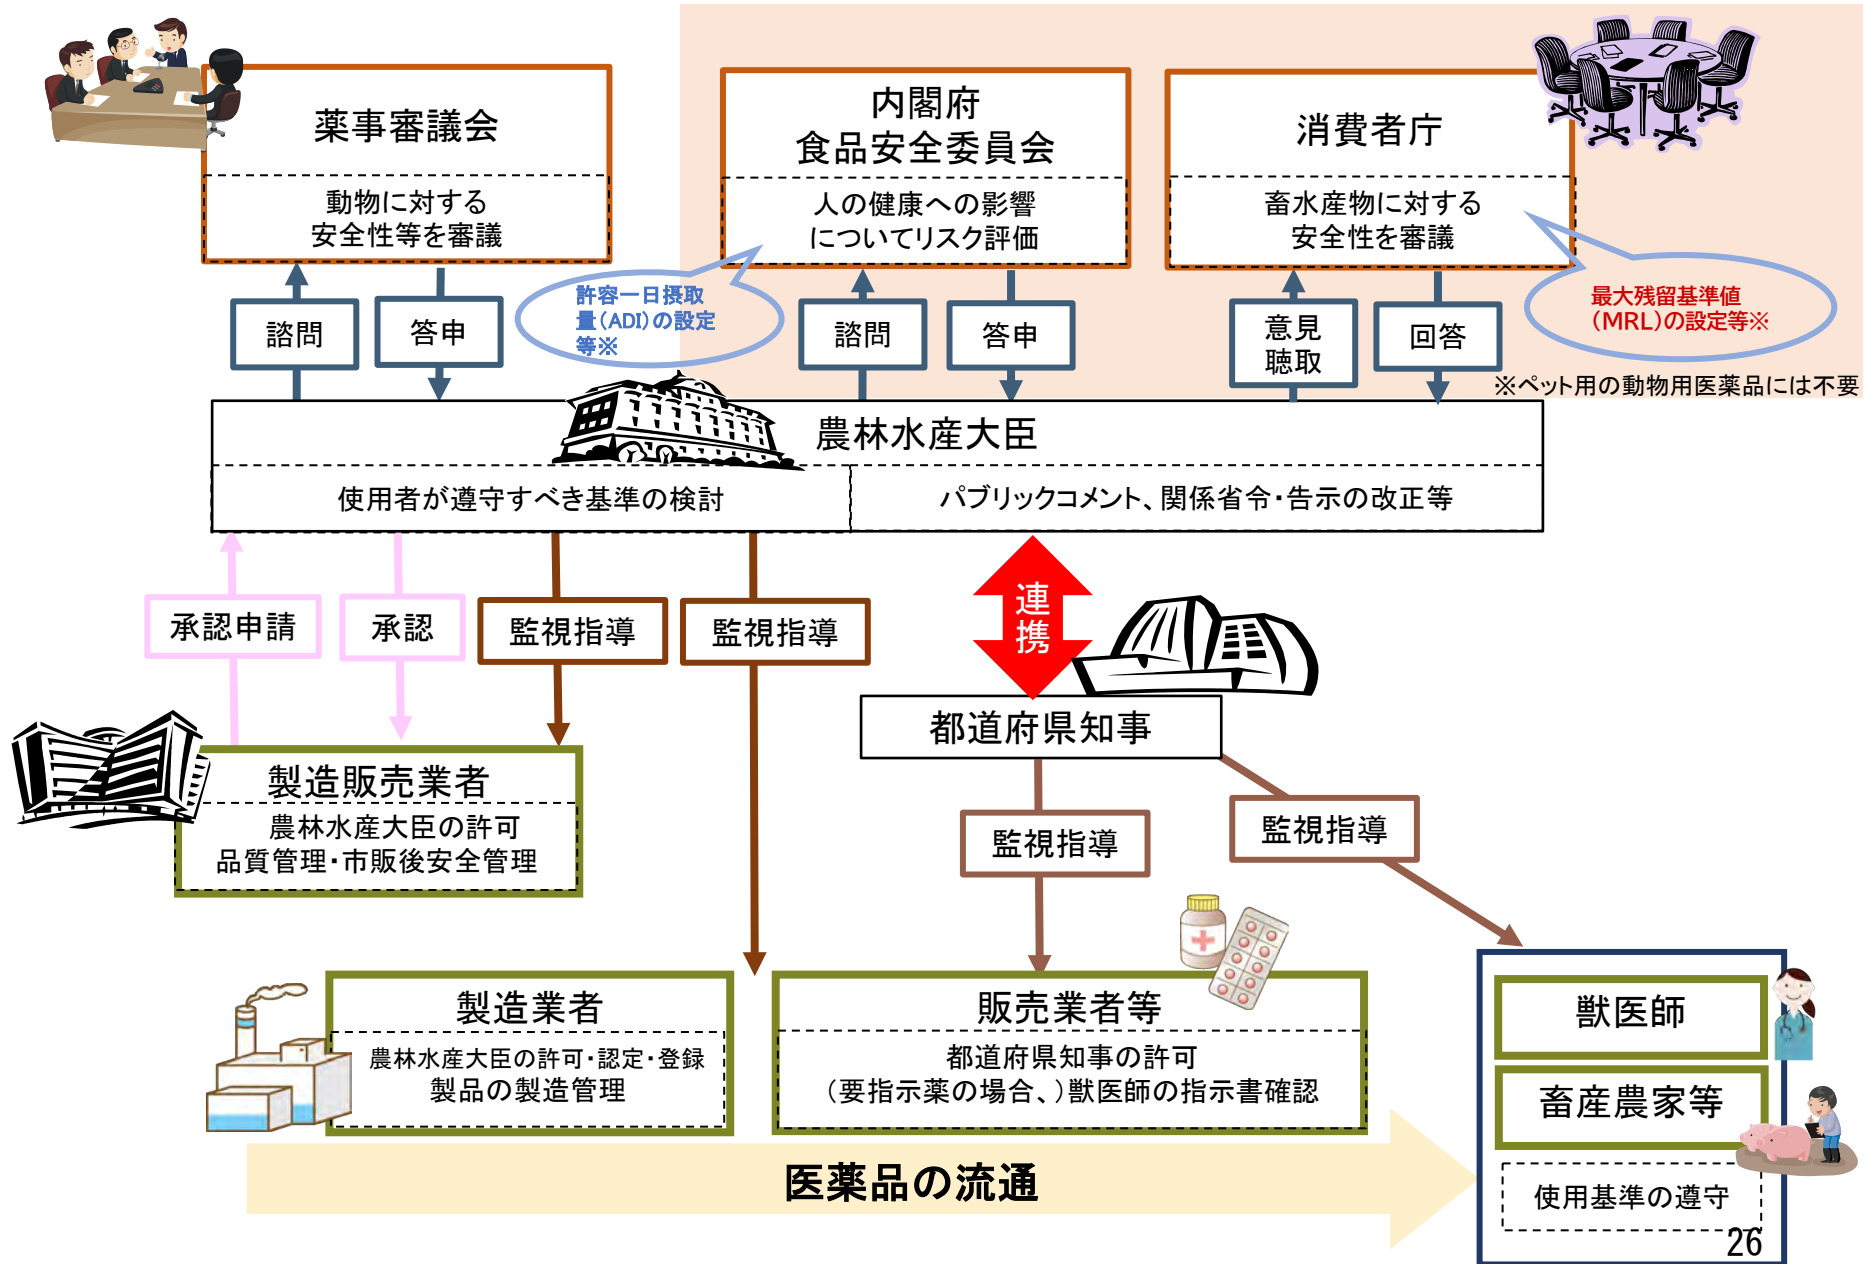 薬事審議会
動物に対する
安全性等を審議
内閣府
食品安全委員会
人の健康への影響
についてリスク評価
消費者庁
畜水産物に対する
安全性を審議
諮問
答申
許容一日摂取
量(ADI)の設定
等※
諮問
答申
意見
聴取
回答
最大残留基準値
(MRL)の設定等※
※ペット用の動物用医薬品には不要
農林水産大臣
使用者が遵守すべき基準の検討
パブリックコメント、関係省令・告示の改正等
承認申請
承認
監視指導
監視指導
連
携
都道府県知事
製造販売業者
農林水産大臣の許可
品質管理・市販後安全管理
監視指導
監視指導
製造業者
農林水産大臣の許可・認定・登録
製品の製造管理
販売業者等
都道府県知事の許可
(要指示薬の場合、)獣医師の指示書確認
獣医師
畜産農家等
使用基準の遵守
医薬品の流通
26